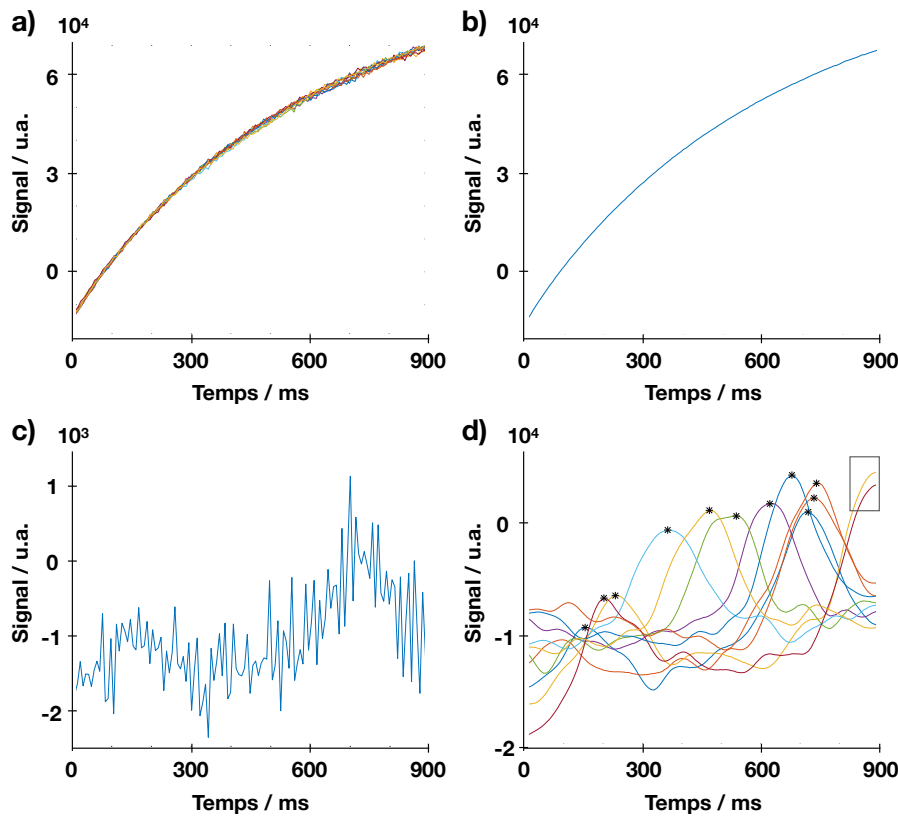 a)
10⁴
Signal / u.a.
6
3
0
0 300 600 900
Temps / ms
b)
10⁴
Signal / u.a.
6
3
0
0 300 600 900
Temps / ms
c)
10³
Signal / u.a.
1
0
-1
-2
0 300 600 900
Temps / ms
d)
10⁴
Signal / u.a.
0
-1
-2
0 300 600 900
Temps / ms